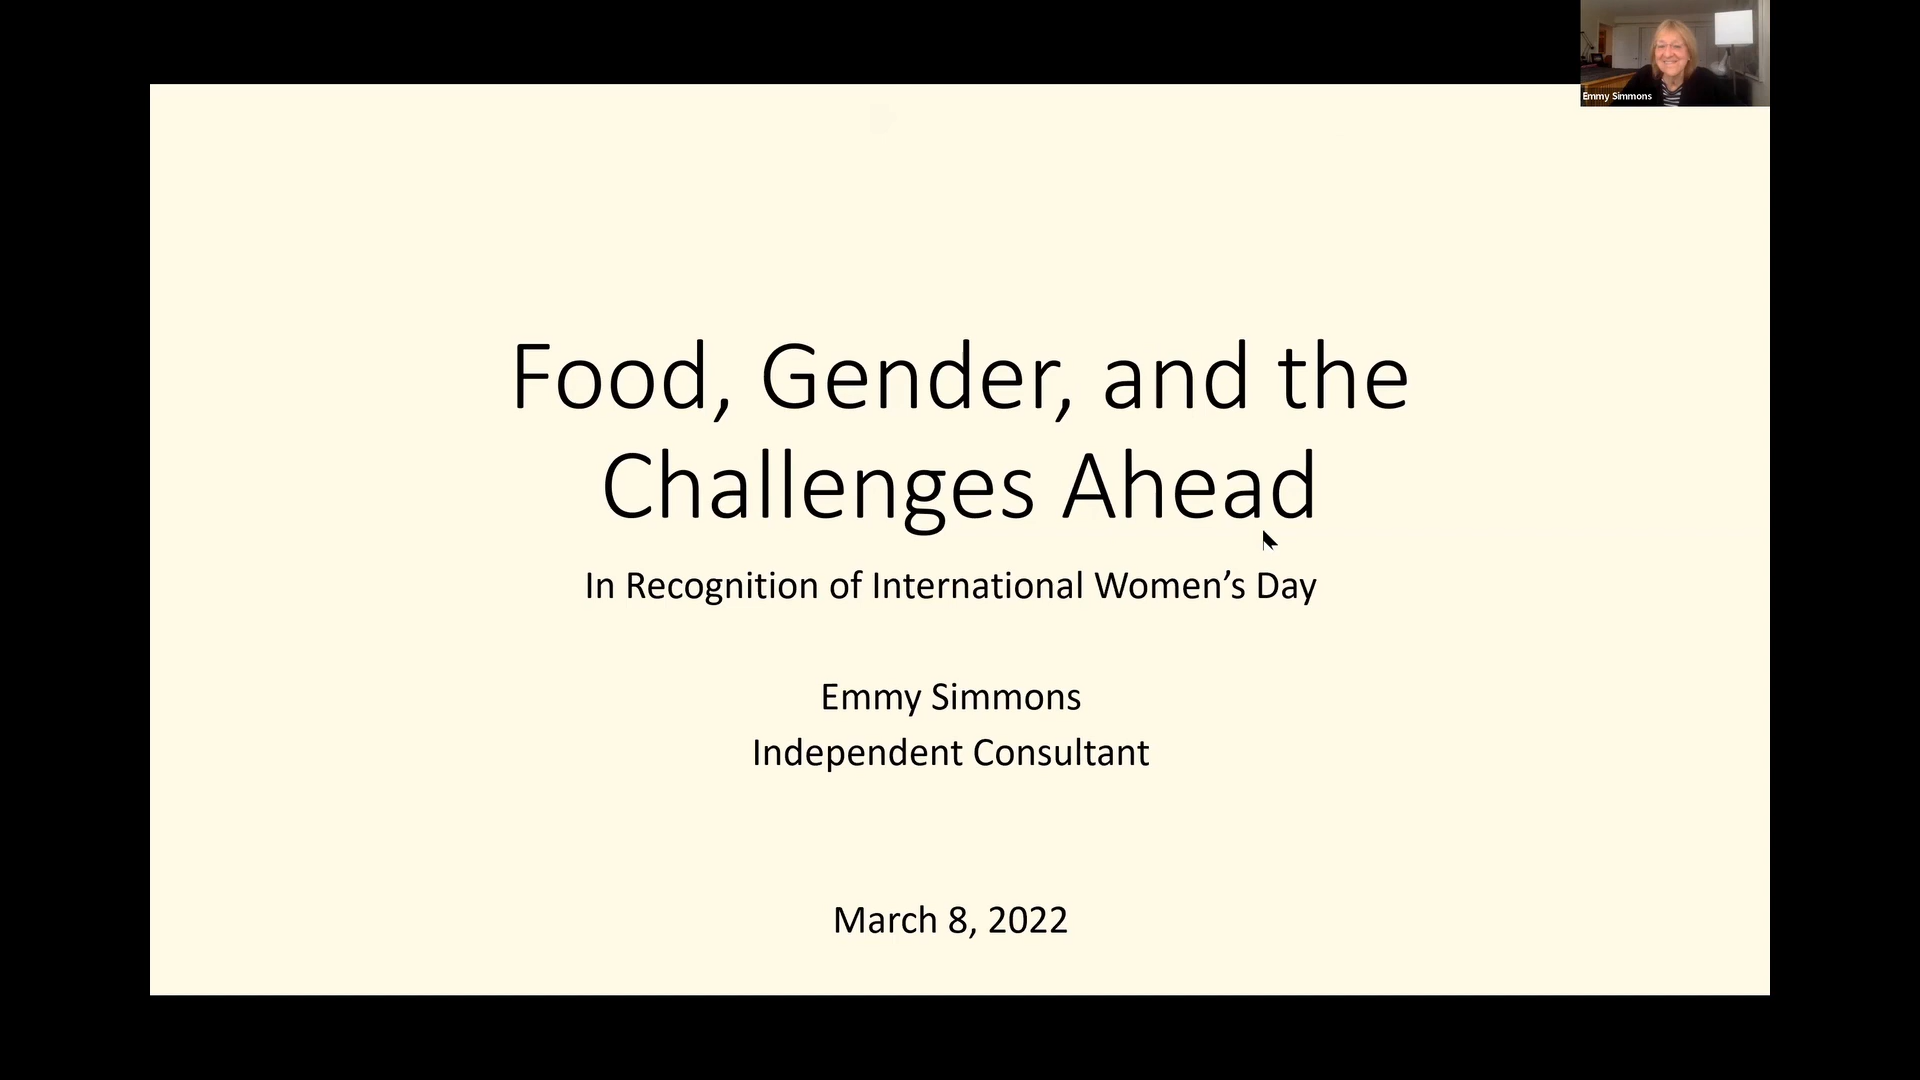 Emmy Simmons
Food, Gender, and the
Challenges Ahead
In Recognition of International Women’s Day
Emmy Simmons
Independent Consultant
March 8, 2022